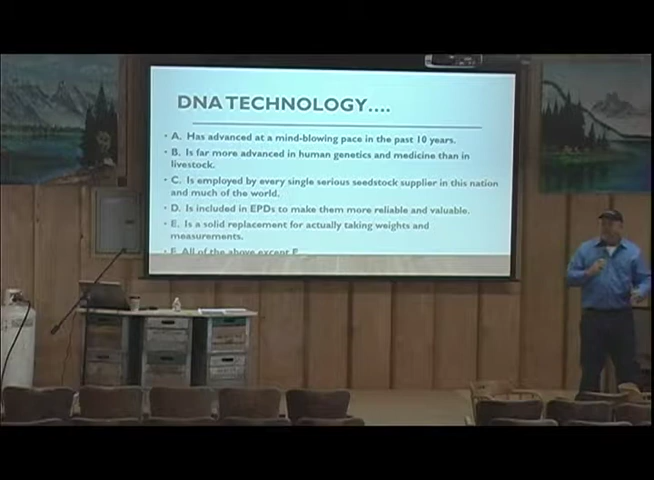 DNA TECHNOLOGY....
• A. Has advanced at a mind-blowing pace in the past 10 years.
• B. Is far more advanced in human genetics and medicine than in
livestock.
• C. Is employed by every single serious seedstock supplier in this nation
and much of the world.
• D. Is included in EPDs to make them more reliable and valuable.
• E. Is a solid replacement for actually taking weights and
measurements.
• F. All of the above except E